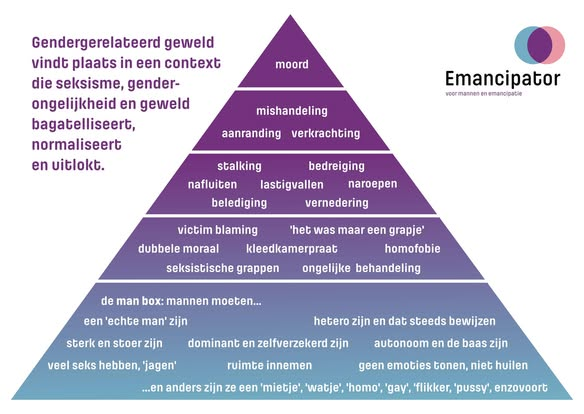 Gendergerelateerd geweld
vindt plaats in een context
die seksisme, gender-
ongelijkheid en geweld
bagatelliseert,
normaliseert
en uitlokt.
Emancipator
voor mannen en emancipatie
moord
mishandeling
aanranding verkrachting
stalking bedreiging
nafluiten lastigvallen naroepen
belediging vernedering
victim blaming 'het was maar een grapje'
dubbele moraal kleedkamerpraat homofobie
seksistische grappen ongelijke behandeling
de man box: mannen moeten...
een 'echte man' zijn hetero zijn en dat steeds bewijzen
sterk en stoer zijn dominant en zelfverzekerd zijn autonoom en de baas zijn
veel seks hebben, 'jagen' ruimte innemen geen emoties tonen, niet huilen
...en anders zijn ze een 'mietje', 'watje', 'homo', 'gay', 'flikker, 'pussy', enzovoort